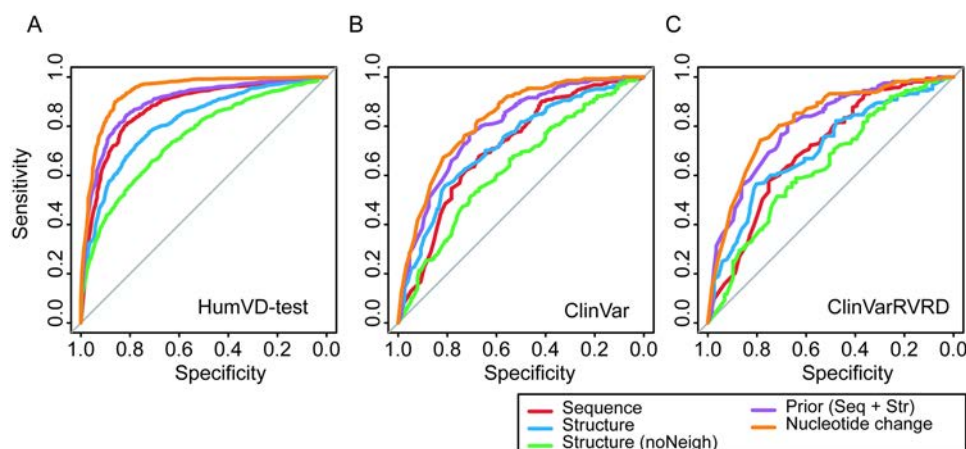 A
B
C
Sensitivity
0.0 0.2 0.4 0.6 0.8 1.0
HumVD-test
1.0 0.8 0.6 0.4 0.2 0.0
Specificity
0.0 0.2 0.4 0.6 0.8 1.0
ClinVar
1.0 0.8 0.6 0.4 0.2 0.0
Specificity
0.0 0.2 0.4 0.6 0.8 1.0
ClinVarRVRD
1.0 0.8 0.6 0.4 0.2 0.0
Specificity
Sequence
Structure
Structure (noNeigh)
Prior (Seq + Str)
Nucleotide change